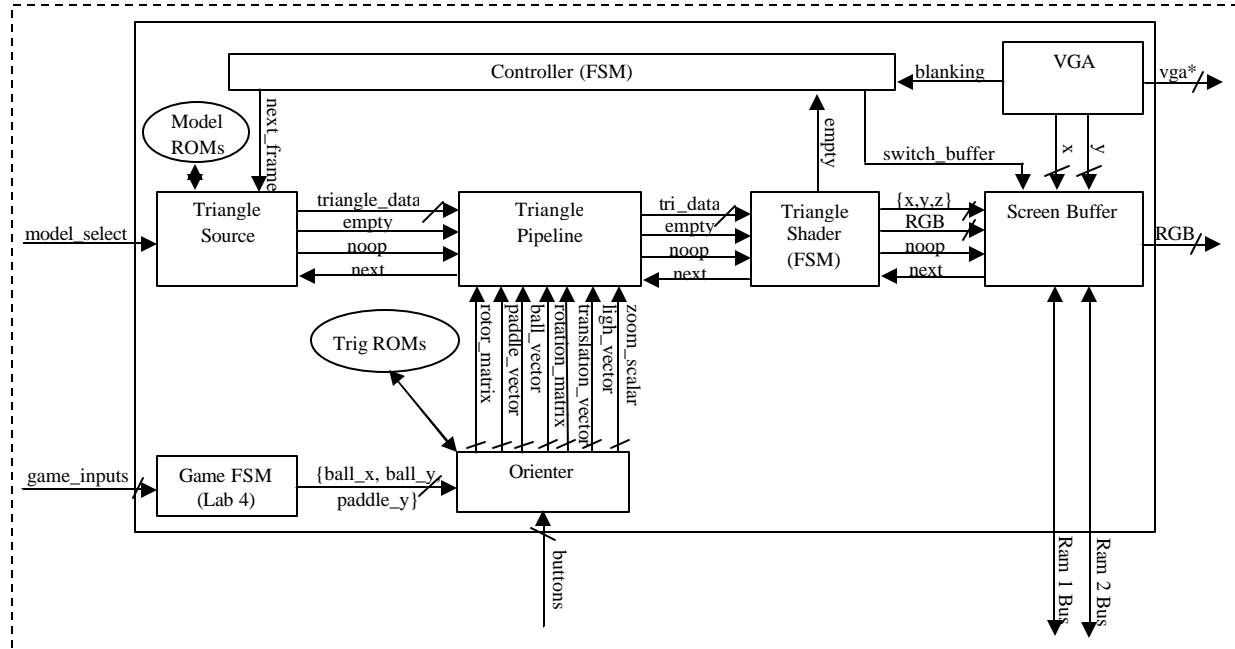 Controller (FSM)
blanking
VGA
vga*
next_frame
empty
x
y
Model
ROMs
switch_buffer
model_select
Triangle
Source
triangle_data
empty
noop
next
Triangle
Pipeline
tri_data
empty
noop
next
Triangle
Shader
(FSM)
{x,y,z}
RGB
noop
next
Screen Buffer
RGB
Trig ROMs
rotor_matrix
paddle_vector
ball_vector
rotation_matrix
translation_vector
ligh_vector
zoom_scalar
game_inputs
Game FSM
(Lab 4)
{ball_x, ball_y,
paddle_y}
Orienter
buttons
Ram 1 Bus
Ram 2 Bus